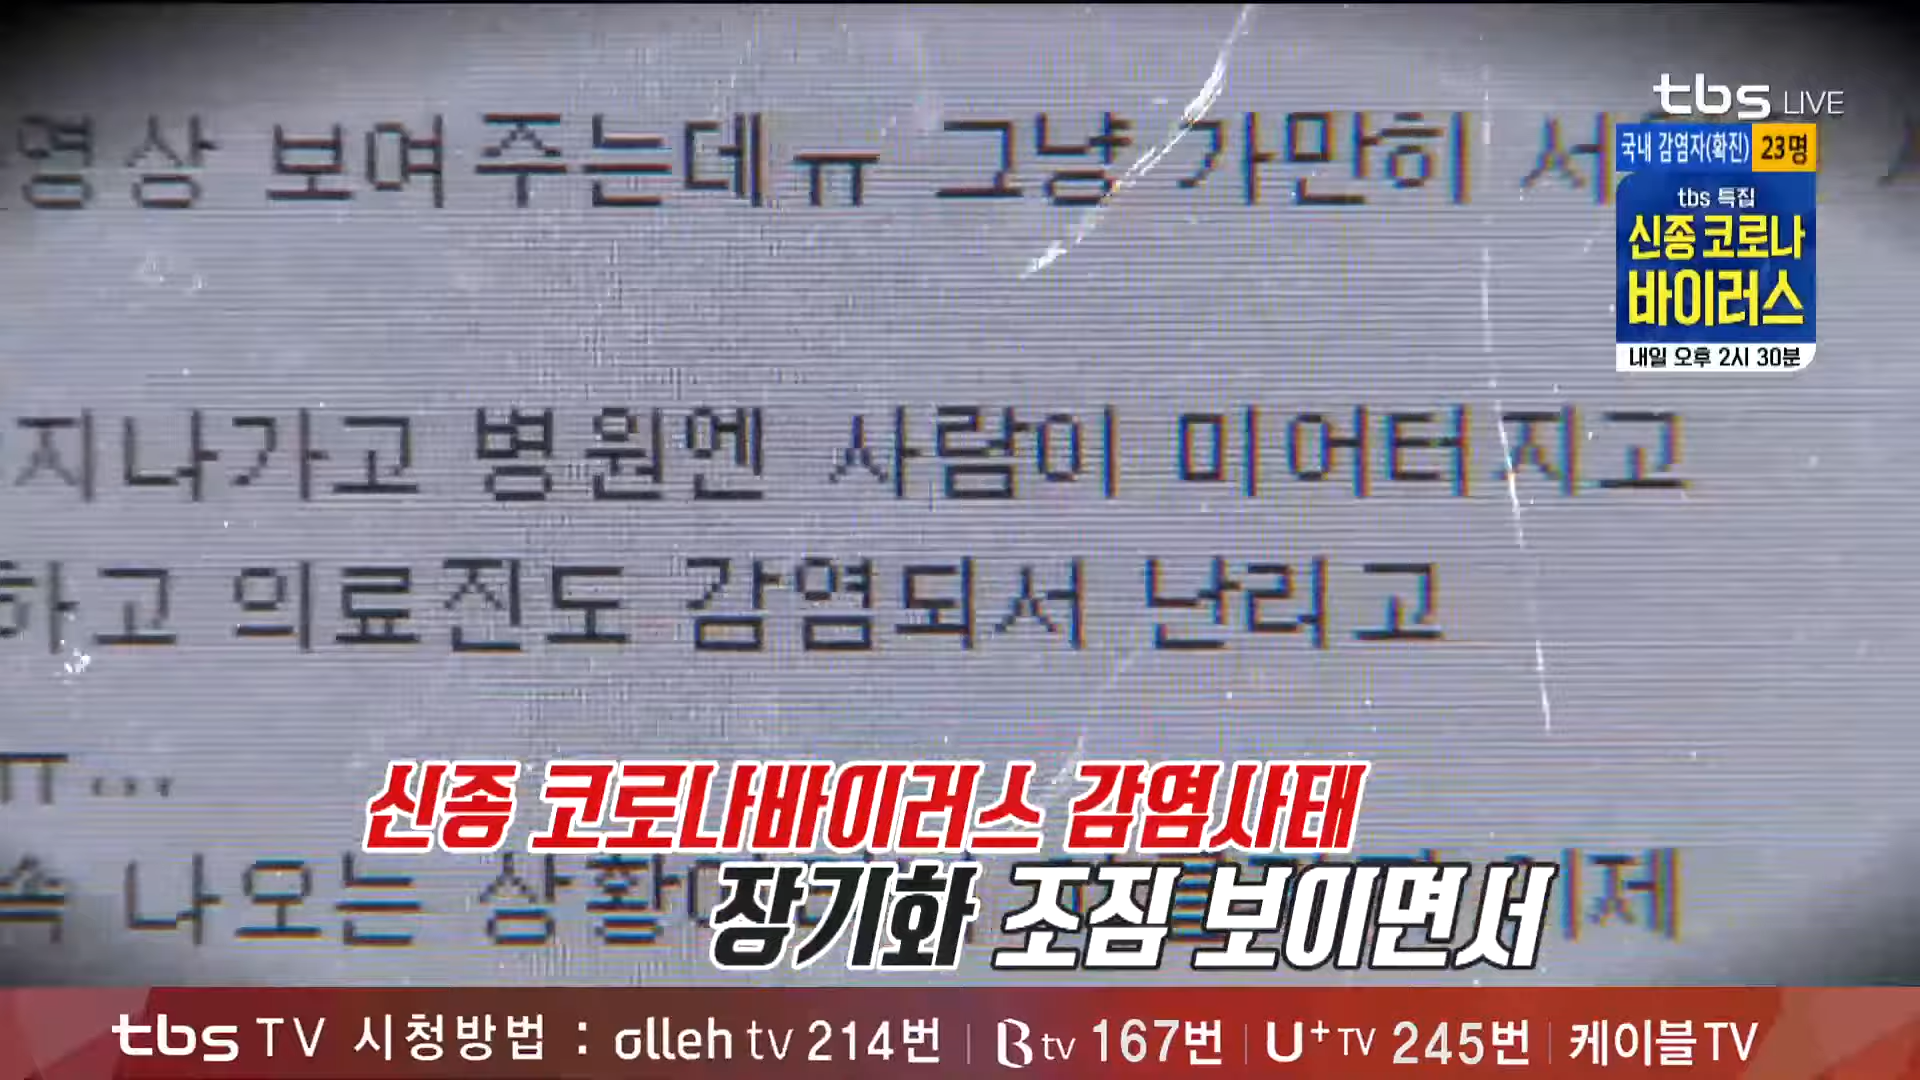 영상 보여주는데ㅠ 그냥 가만히 서
tbs LIVE
국내 감염자(확진) 23명
tbs 특집
신종 코로나
바이러스
내일 오후 2시 30분
지나가고 병원엔 사람이 미어터지고
하고 의료진도 감염되서 난리고
ㅠ...
신종 코로나바이러스 감염사태
속 나오는 상황
장기화 조짐 보이면서
tbs TV 시청방법 : olleh tv 214번 | B tv 167번 | U+TV 245번 | 케이블TV